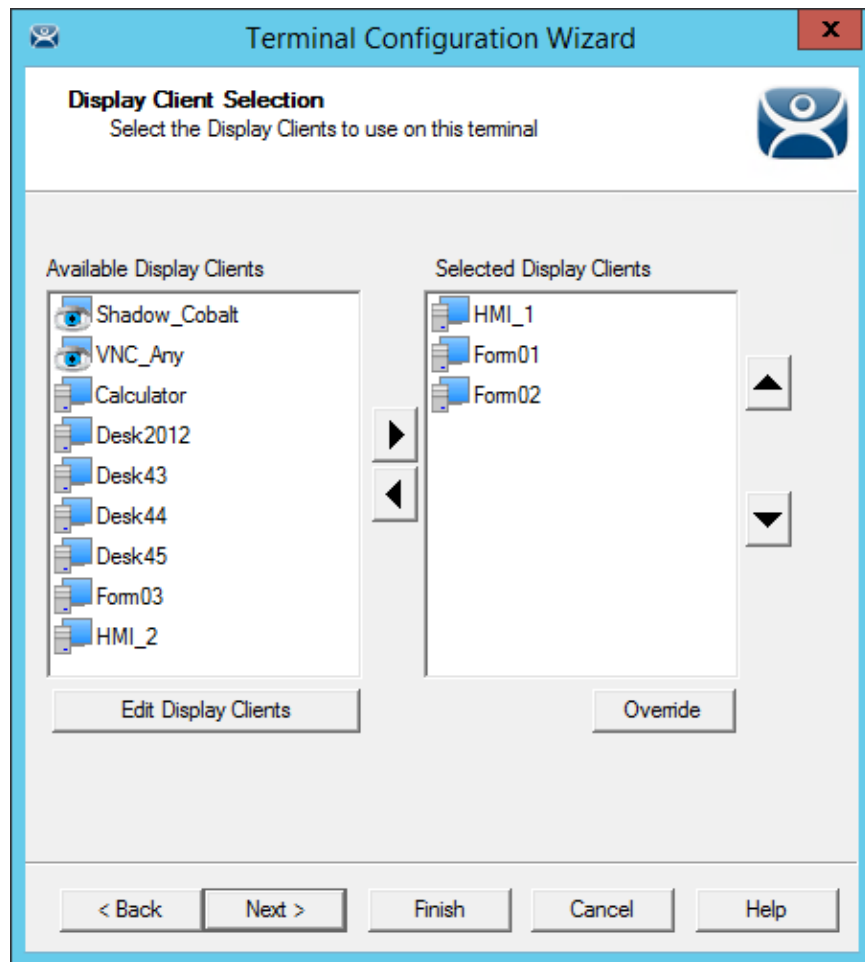 Terminal Configuration Wizard
x
Display Client Selection
Select the Display Clients to use on this terminal
Available Display Clients
Shadow_Cobalt
VNC_Any
Calculator
Desk2012
Desk43
Desk44
Desk45
Form03
HMI_2
Edit Display Clients
Selected Display Clients
HMI_1
Form01
Form02
Override
< Back
Next >
Finish
Cancel
Help